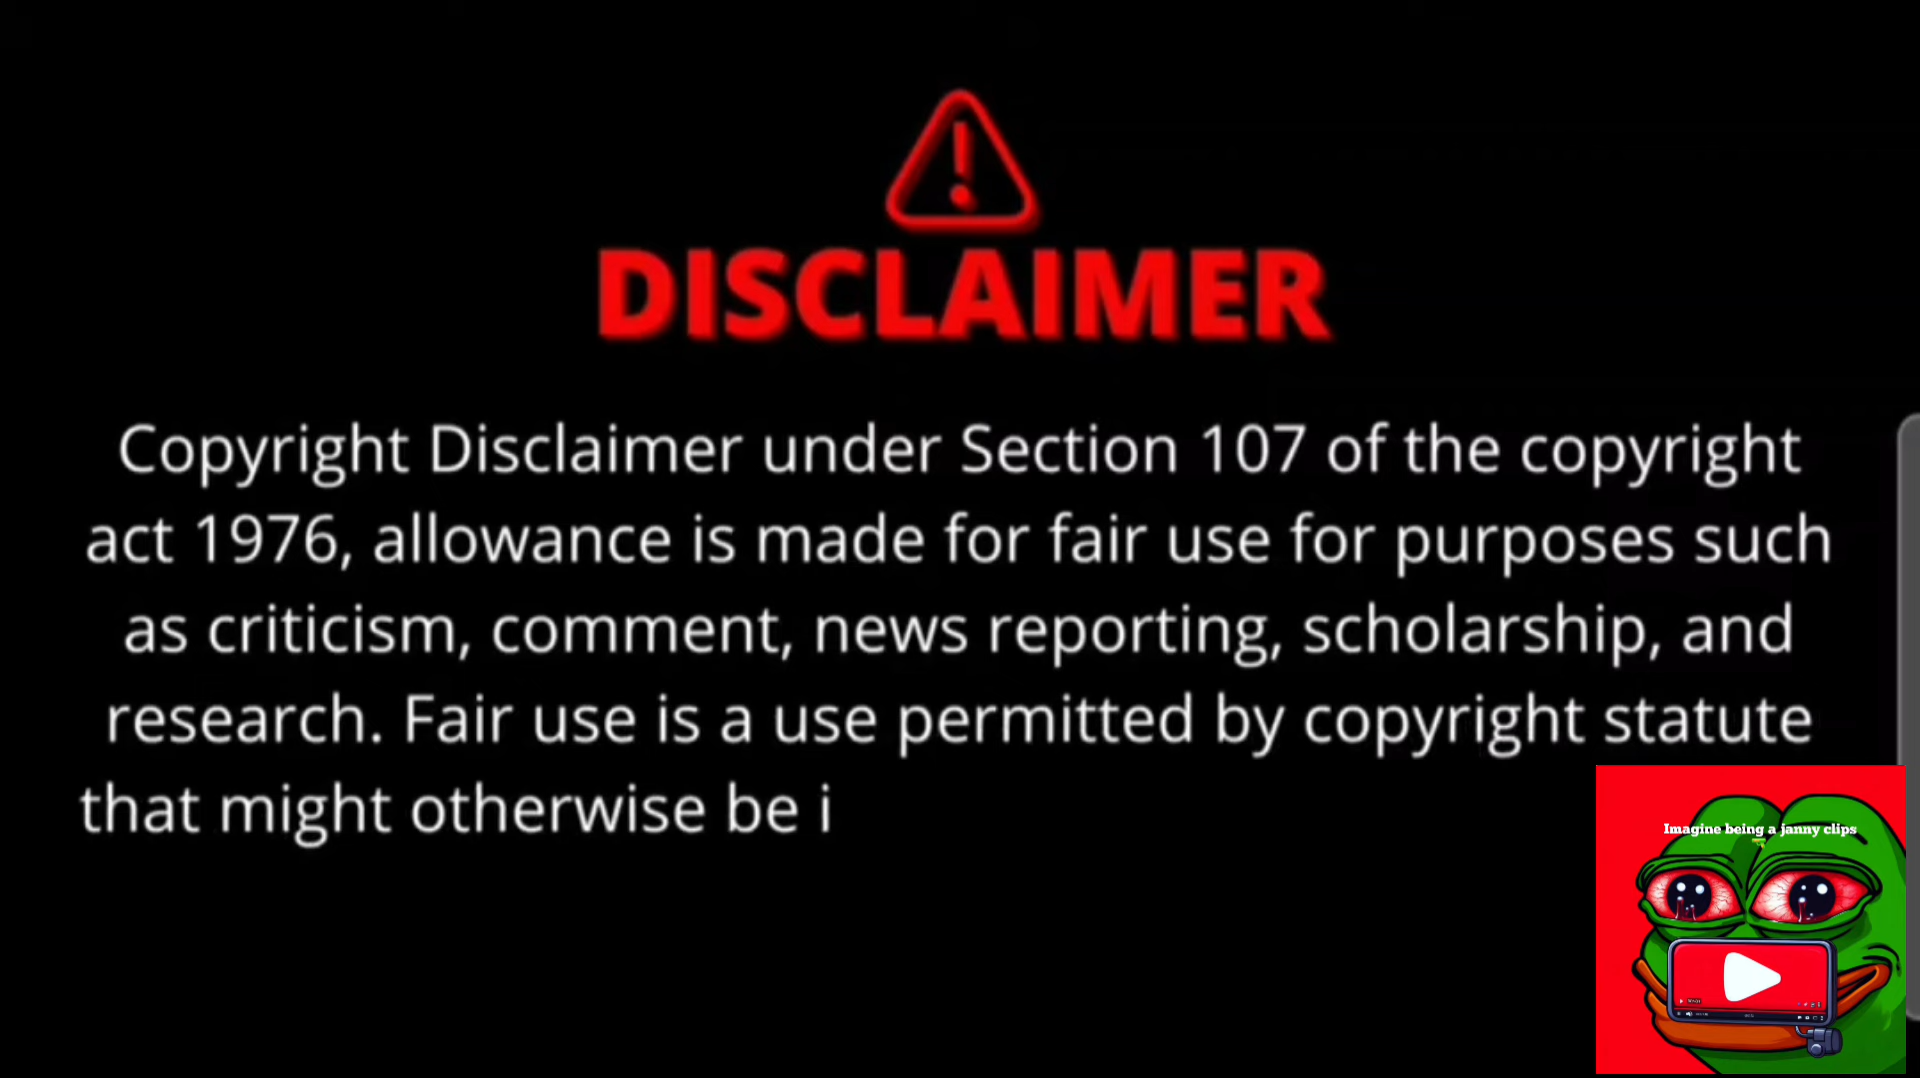 DISCLAIMER
Copyright Disclaimer under Section 107 of the copyright
act 1976, allowance is made for fair use for purposes such
as criticism, comment, news reporting, scholarship, and
research. Fair use is a use permitted by copyright statute
that might otherwise be i
Imagine being a janny clips